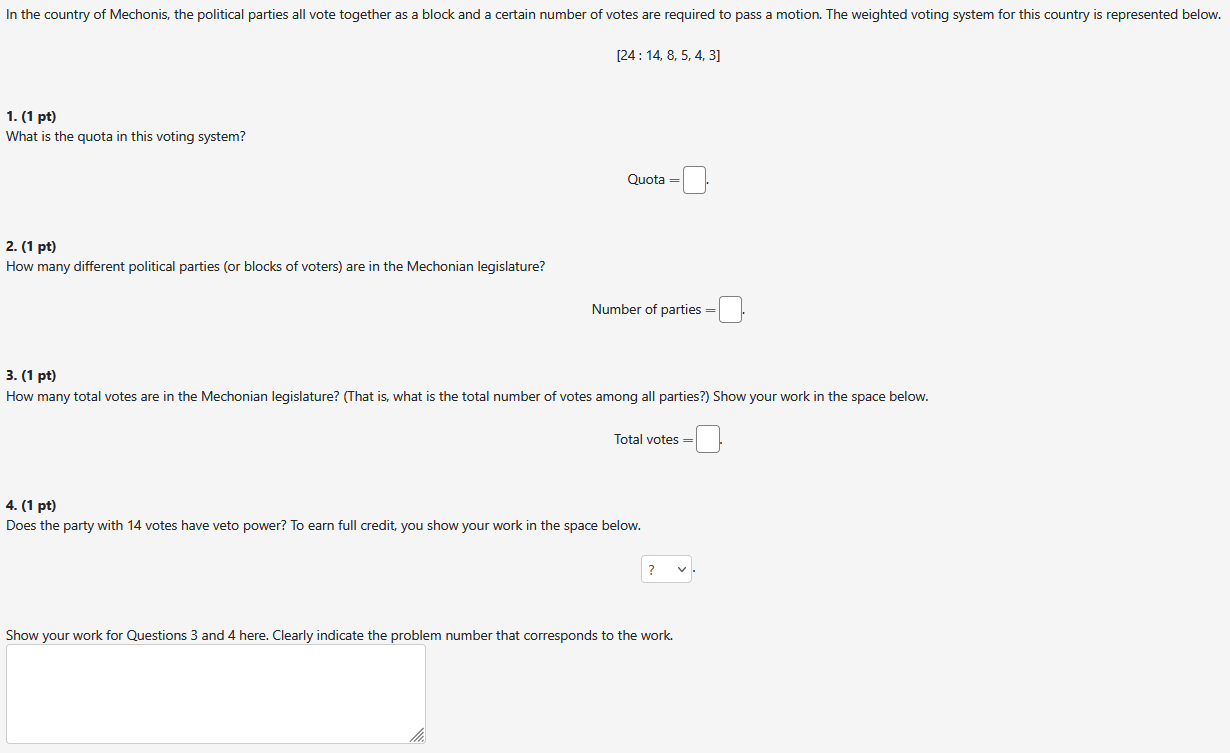 In the country of Mechonis, the political parties all vote together as a block and a certain number of votes are required to pass a motion. The weighted voting system for this country is represented below.
[24 : 14, 8, 5, 4, 3]
1. (1 pt)
What is the quota in this voting system?
Quota = .
2. (1 pt)
How many different political parties (or blocks of voters) are in the Mechonian legislature?
Number of parties = .
3. (1 pt)
How many total votes are in the Mechonian legislature? (That is, what is the total number of votes among all parties?) Show your work in the space below.
Total votes = .
4. (1 pt)
Does the party with 14 votes have veto power? To earn full credit, you show your work in the space below.
? .
Show your work for Questions 3 and 4 here. Clearly indicate the problem number that corresponds to the work.